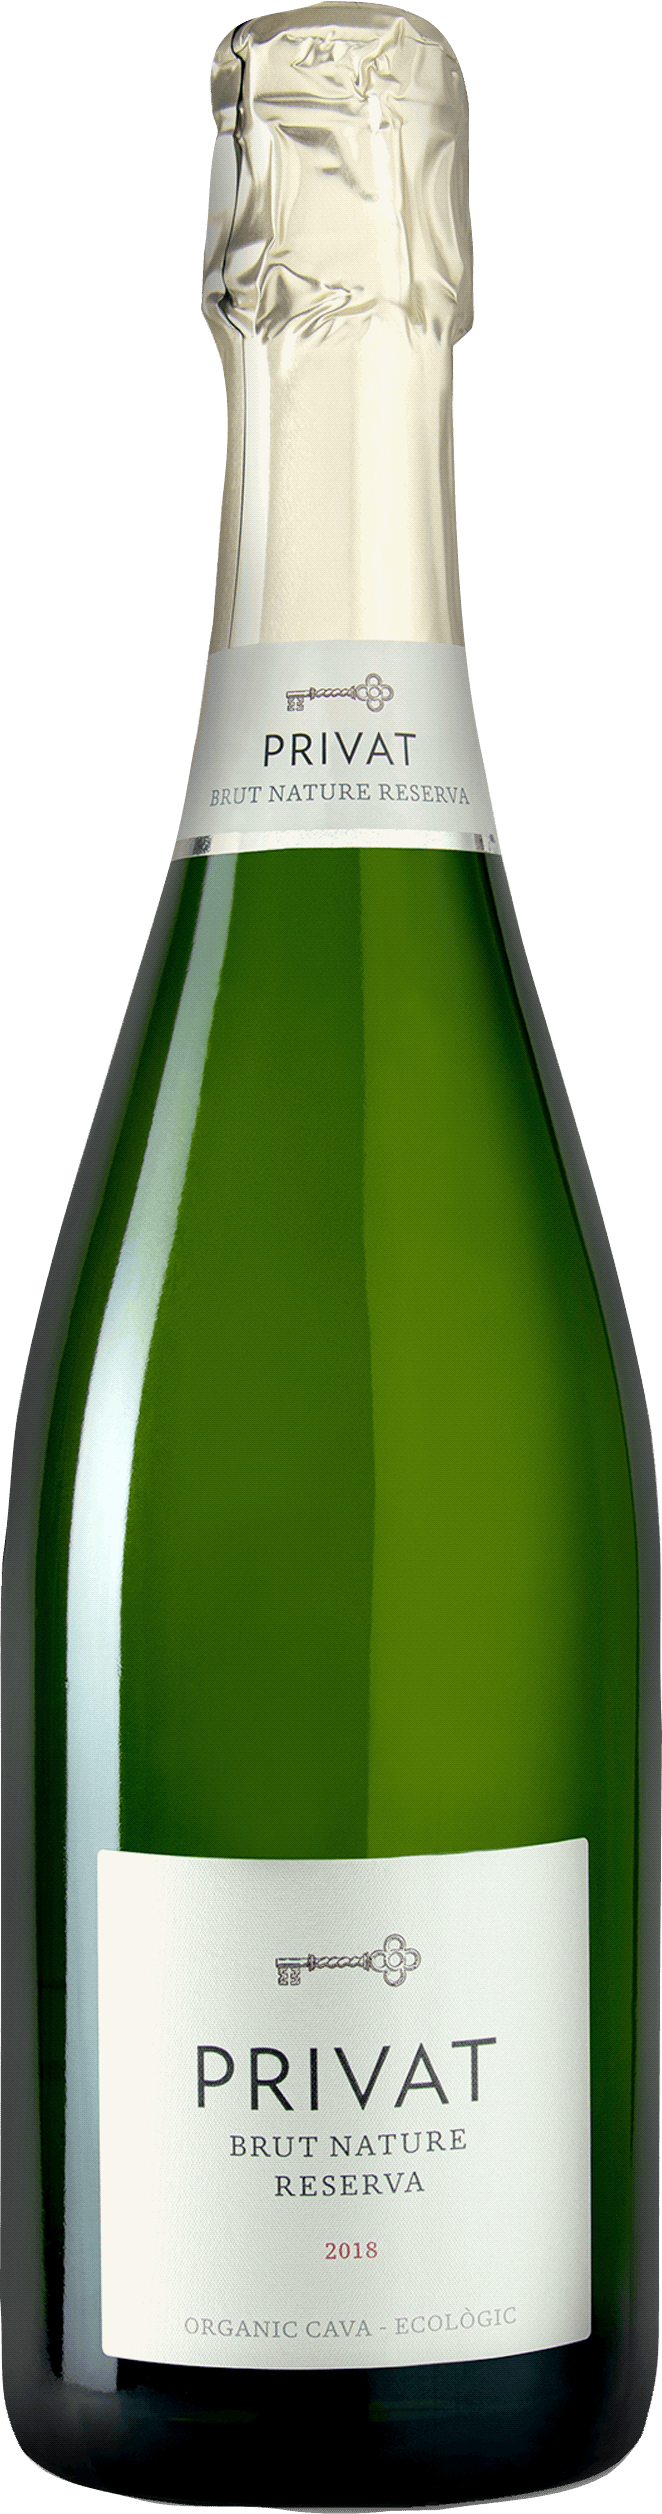 PRIVAT
BRUT NATURE RESERVA
PRIVAT
BRUT NATURE
RESERVA
2018
ORGANIC CAVA - ECOLÒGIC